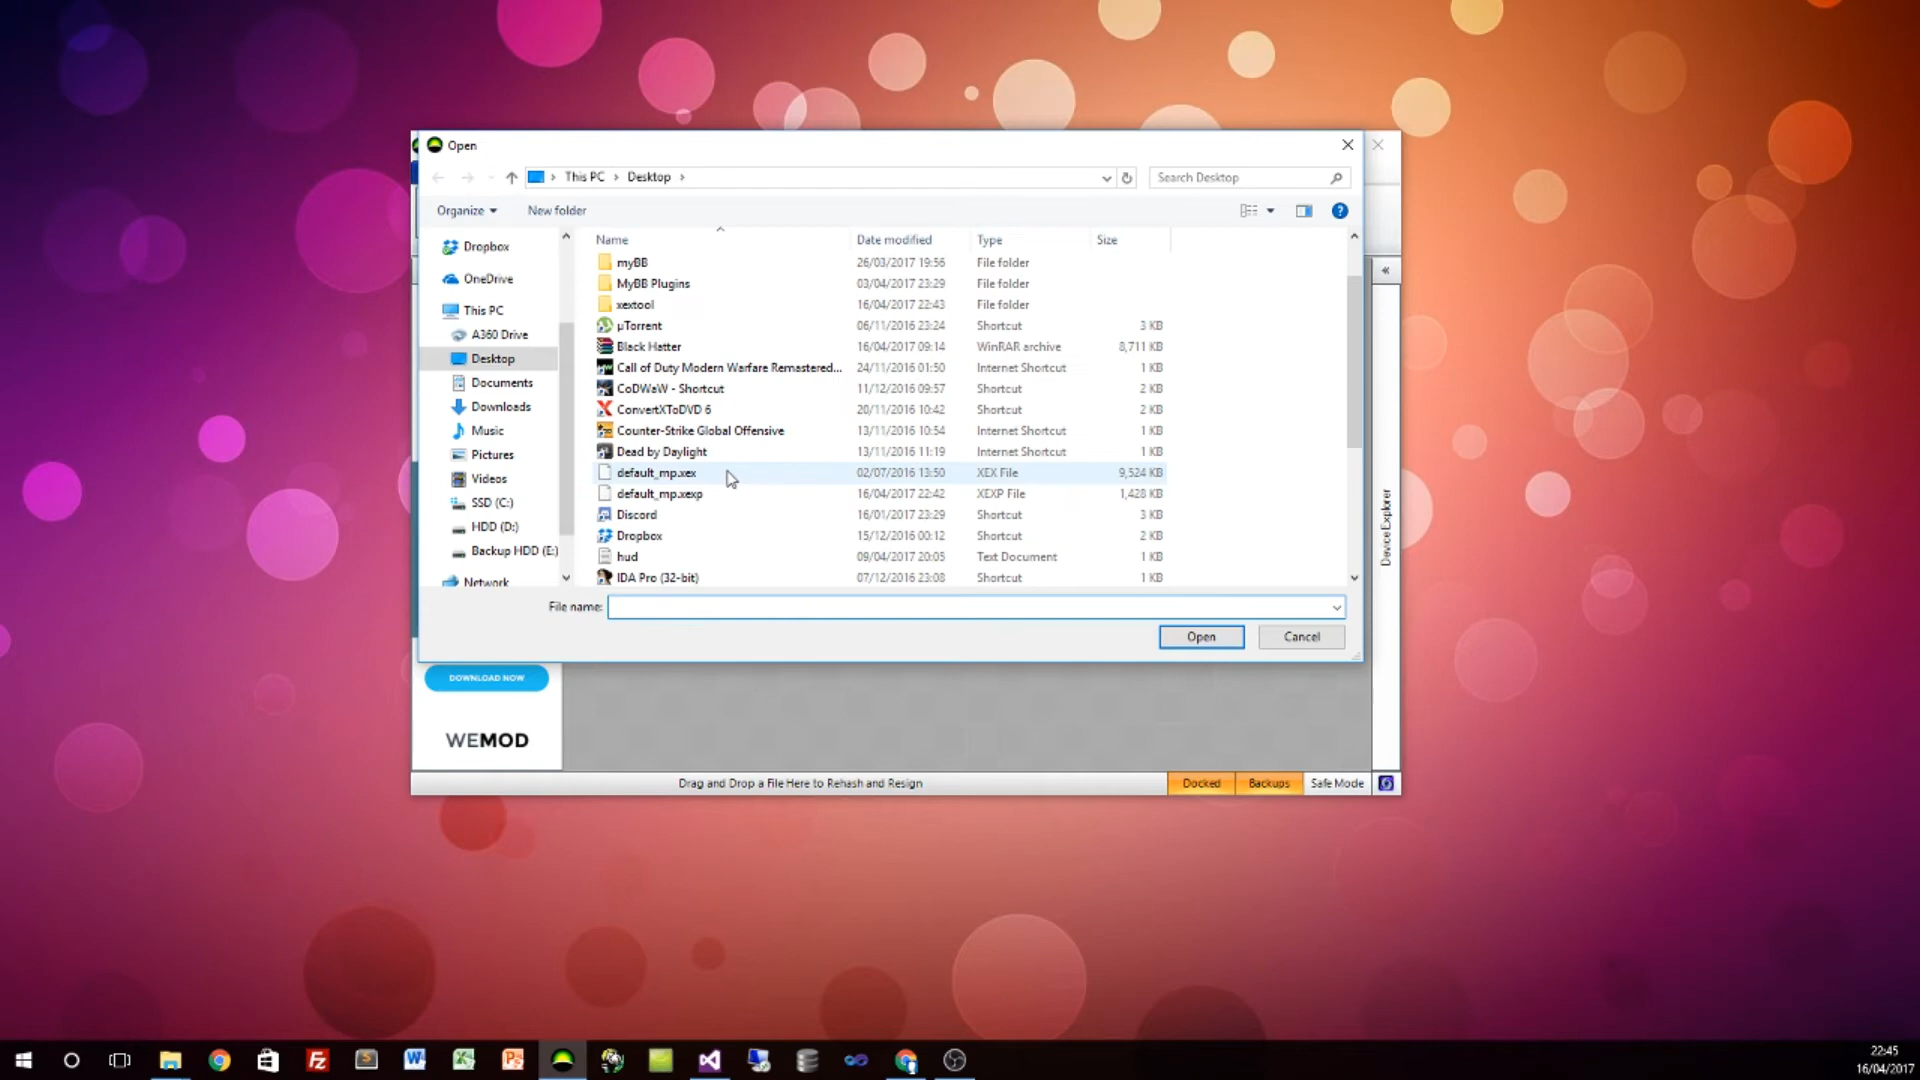 Open
This PC > Desktop >
Search Desktop
Organize
New folder
Name Date modified Type Size
Dropbox
OneDrive
This PC
A360 Drive
Desktop
Documents
Downloads
Music
Pictures
Videos
SSD (C:)
HDD (D:)
Backup HDD (E:)
Network
myBB 26/03/2017 19:56 File folder
MyBB Plugins 03/04/2017 23:29 File folder
xextool 16/04/2017 22:43 File folder
µTorrent 06/11/2016 23:24 Shortcut 3 KB
Black Hatter 16/04/2017 09:14 WinRAR archive 8,711 KB
Call of Duty Modern Warfare Remastered... 24/11/2016 01:50 Internet Shortcut 1 KB
CoDWaW - Shortcut 11/12/2016 09:57 Shortcut 2 KB
ConvertXToDVD 6 20/11/2016 10:42 Shortcut 2 KB
Counter-Strike Global Offensive 13/11/2016 10:54 Internet Shortcut 1 KB
Dead by Daylight 13/11/2016 11:19 Internet Shortcut 1 KB
default_mp.xex 02/07/2016 13:50 XEX File 9,524 KB
default_mp.xexp 16/04/2017 22:42 XEXP File 1,428 KB
Discord 16/01/2017 23:29 Shortcut 3 KB
Dropbox 15/12/2016 00:12 Shortcut 2 KB
hud 09/04/2017 20:05 Text Document 1 KB
IDA Pro (32-bit) 07/12/2016 23:08 Shortcut 1 KB
File name:
Open
Cancel
Device Explorer
DOWNLOAD NOW
WEMOD
Drag and Drop a File Here to Rehash and Resign
Docked
Backups
Safe Mode
22:45
16/04/2017